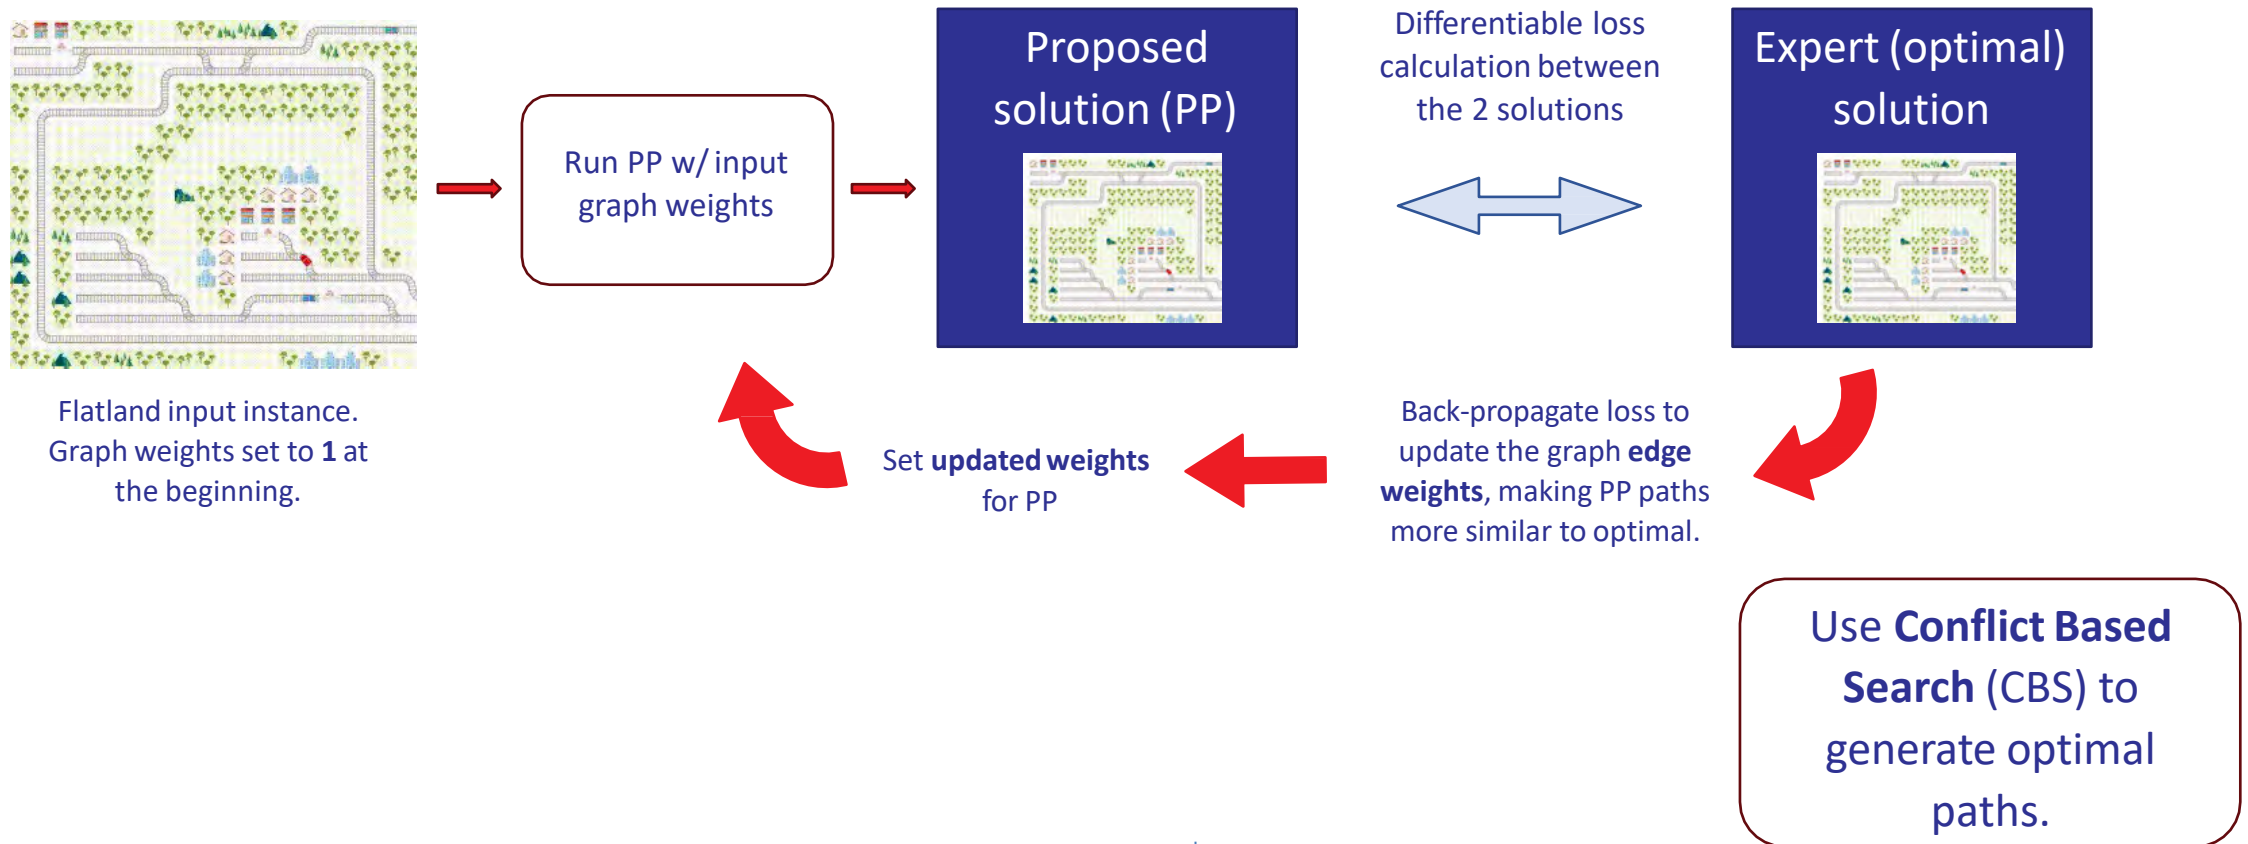 Flatland input instance.
Graph weights set to 1 at
the beginning.
Run PP w/ input
graph weights
Proposed
solution (PP)
Differentiable loss
calculation between
the 2 solutions
Expert (optimal)
solution
Back-propagate loss to
update the graph edge
weights, making PP paths
more similar to optimal.
Set updated weights
for PP
Use Conflict Based
Search (CBS) to
generate optimal
paths.